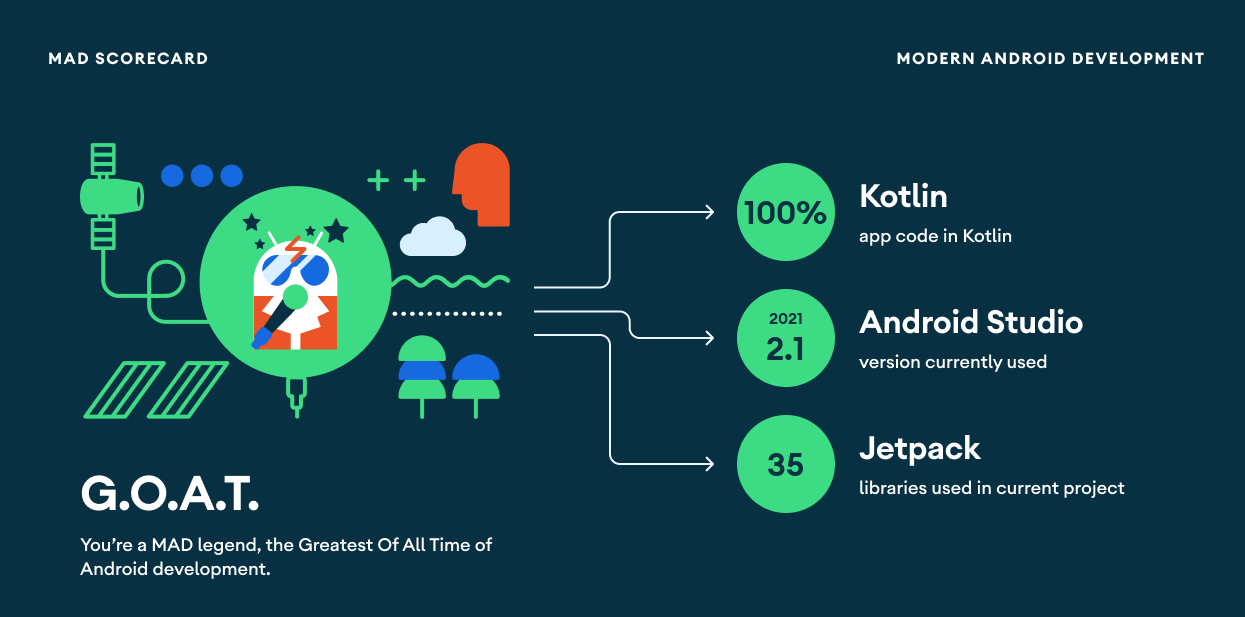 MAD SCORECARD
MODERN ANDROID DEVELOPMENT
G.O.A.T.
You’re a MAD legend, the Greatest Of All Time of
Android development.
100%
Kotlin
app code in Kotlin
2021
2.1
Android Studio
version currently used
35
Jetpack
libraries used in current project